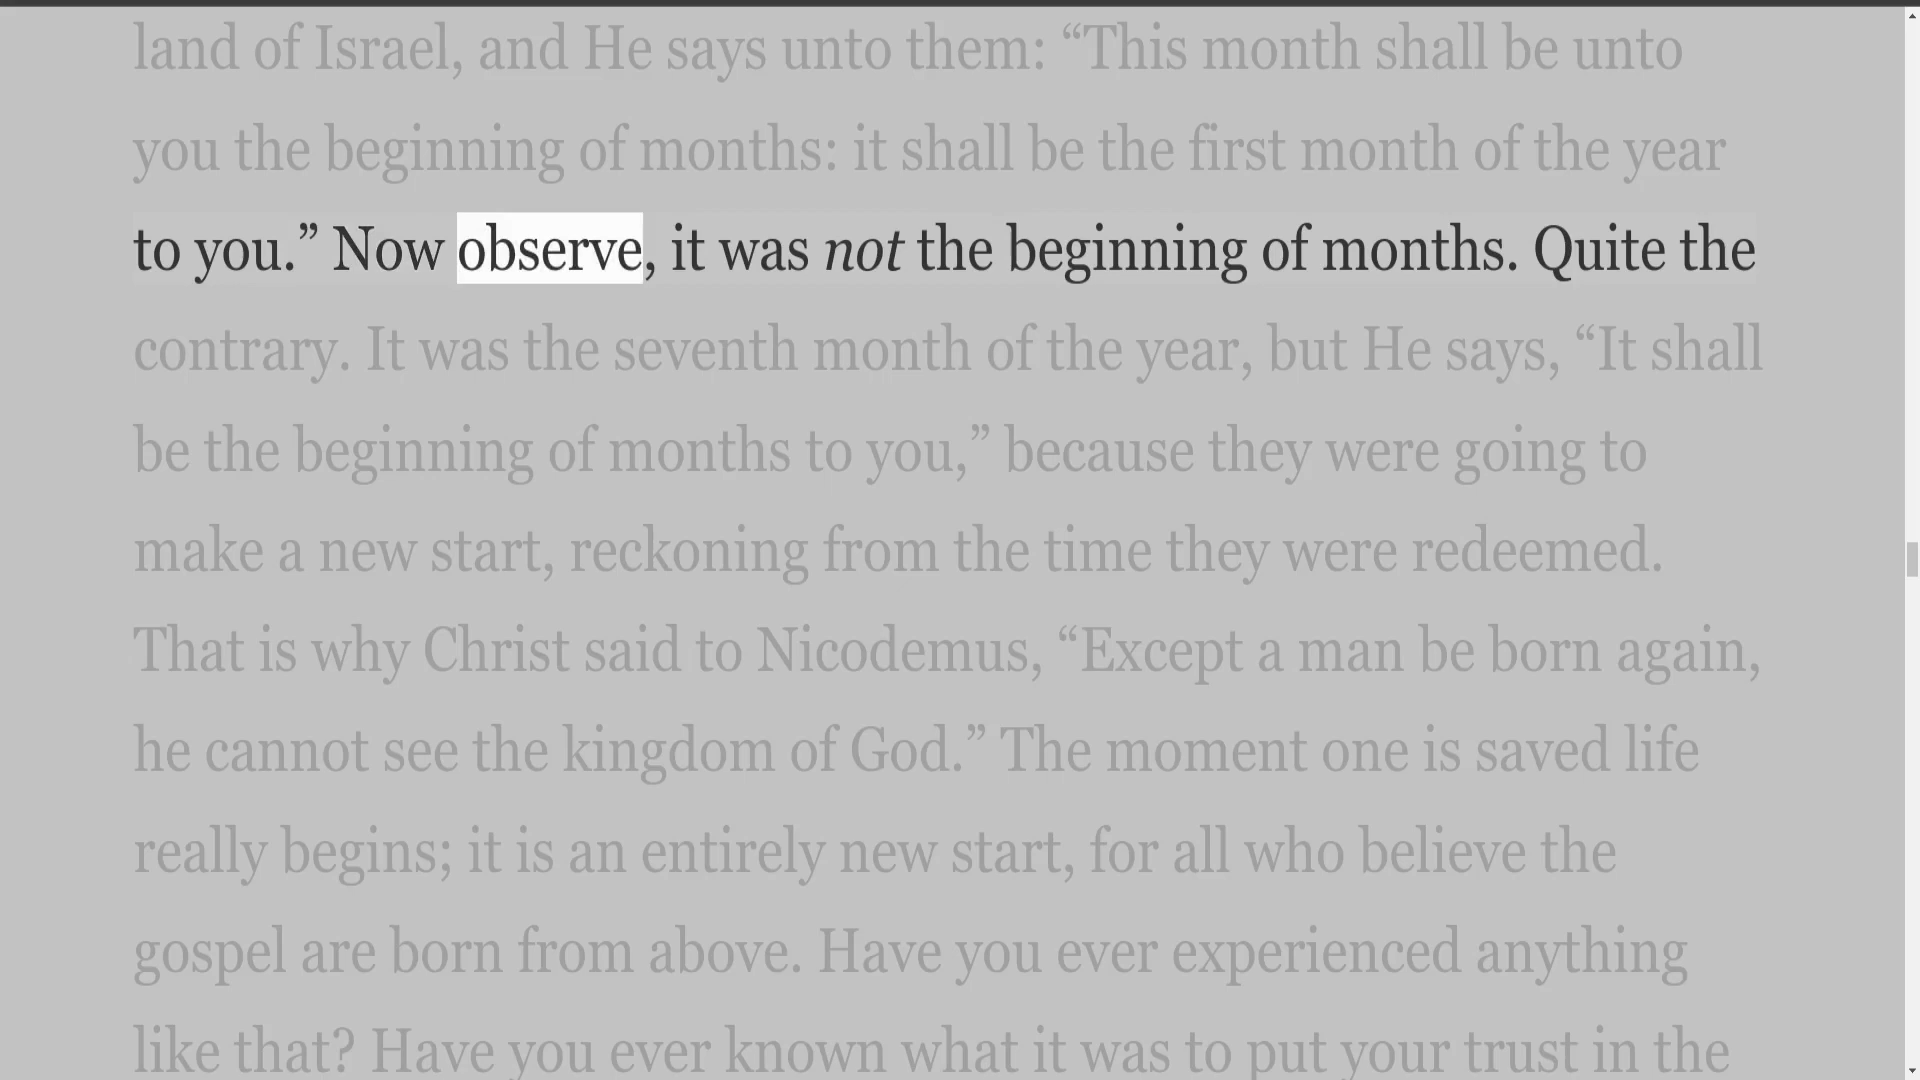 land of Israel, and He says unto them: “This month shall be unto
you the beginning of months: it shall be the first month of the year
to you.” Now observe, it was not the beginning of months. Quite the
contrary. It was the seventh month of the year, but He says, “It shall
be the beginning of months to you,” because they were going to
make a new start, reckoning from the time they were redeemed.
That is why Christ said to Nicodemus, “Except a man be born again,
he cannot see the kingdom of God.” The moment one is saved life
really begins; it is an entirely new start, for all who believe the
gospel are born from above. Have you ever experienced anything
like that? Have you ever known what it was to put your trust in the